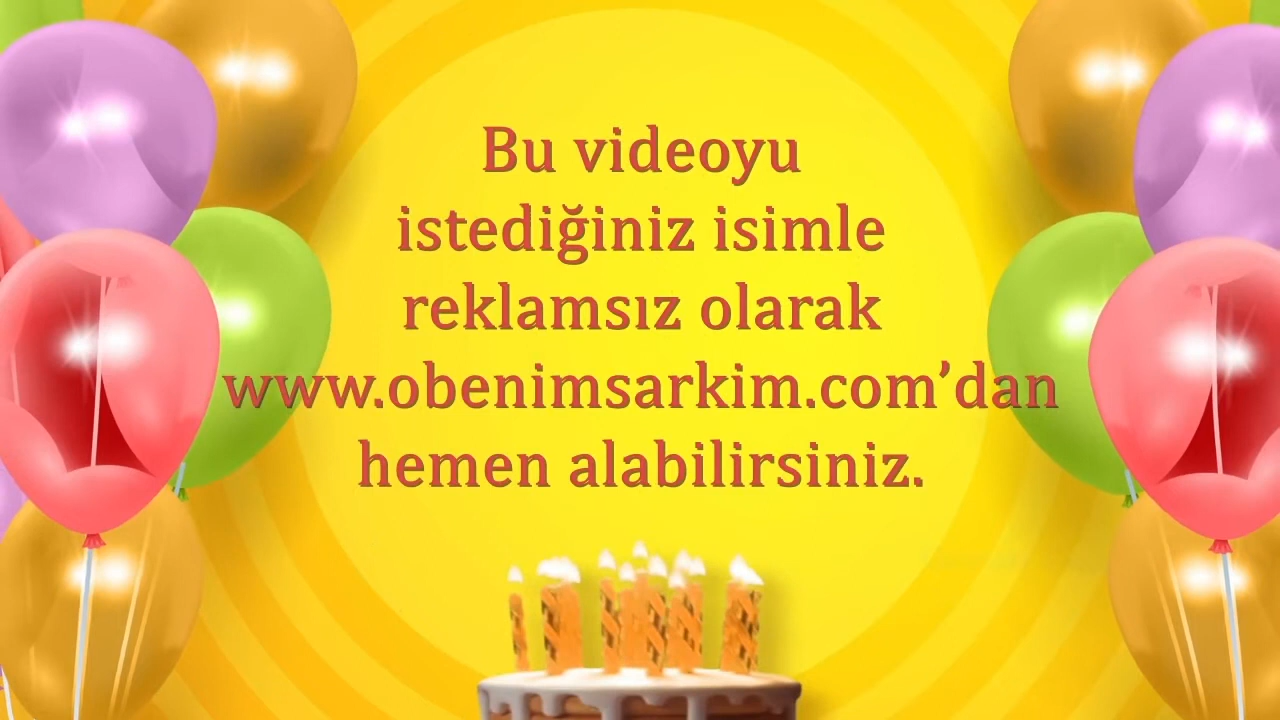 Bu videoyu
istediğiniz isimle
reklamsız olarak
www.obenimsarkim.com’dan
hemen alabilirsiniz.